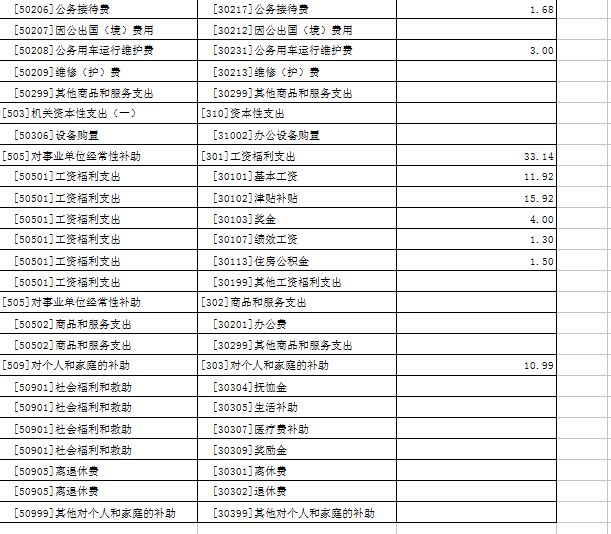 [50206]公务接待费 [30217]公务接待费 1.68
[50207]因公出国（境）费用 [30212]因公出国（境）费用
[50208]公务用车运行维护费 [30231]公务用车运行维护费 3.00
[50209]维修（护）费 [30213]维修（护）费
[50299]其他商品和服务支出 [30299]其他商品和服务支出
[503]机关资本性支出（一） [310]资本性支出
[50306]设备购置 [31002]办公设备购置
[505]对事业单位经常性补助 [301]工资福利支出 33.14
[50501]工资福利支出 [30101]基本工资 11.92
[50501]工资福利支出 [30102]津贴补贴 15.92
[50501]工资福利支出 [30103]奖金 4.00
[50501]工资福利支出 [30107]绩效工资 1.30
[50501]工资福利支出 [30113]住房公积金 1.50
[50501]工资福利支出 [30199]其他工资福利支出
[505]对事业单位经常性补助 [302]商品和服务支出
[50502]商品和服务支出 [30201]办公费
[50502]商品和服务支出 [30299]其他商品和服务支出
[509]对个人和家庭的补助 [303]对个人和家庭的补助 10.99
[50901]社会福利和救助 [30304]抚恤金
[50901]社会福利和救助 [30305]生活补助
[50901]社会福利和救助 [30307]医疗费补助
[50901]社会福利和救助 [30309]奖励金
[50905]离退休费 [30301]离休费
[50905]离退休费 [30302]退休费
[50999]其他对个人和家庭的补助 [30399]其他对个人和家庭的补助